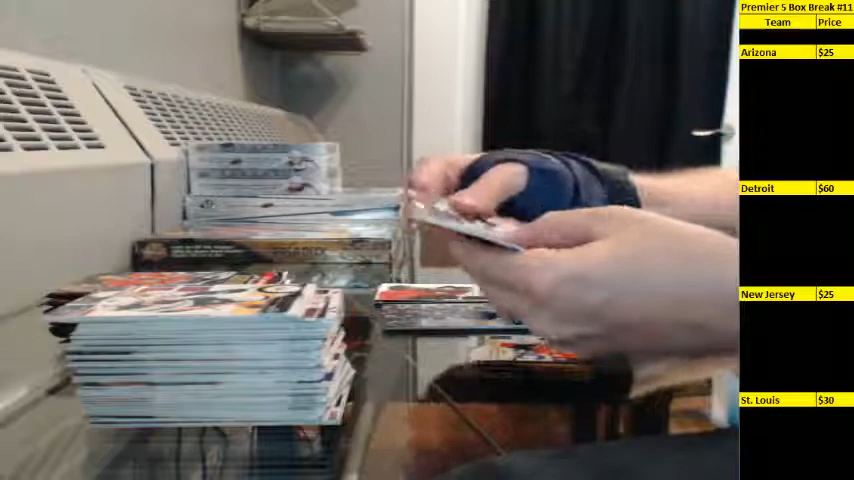 Premier 5 Box Break #11
Team Price
Arizona $25
Detroit $60
New Jersey $25
St. Louis $30